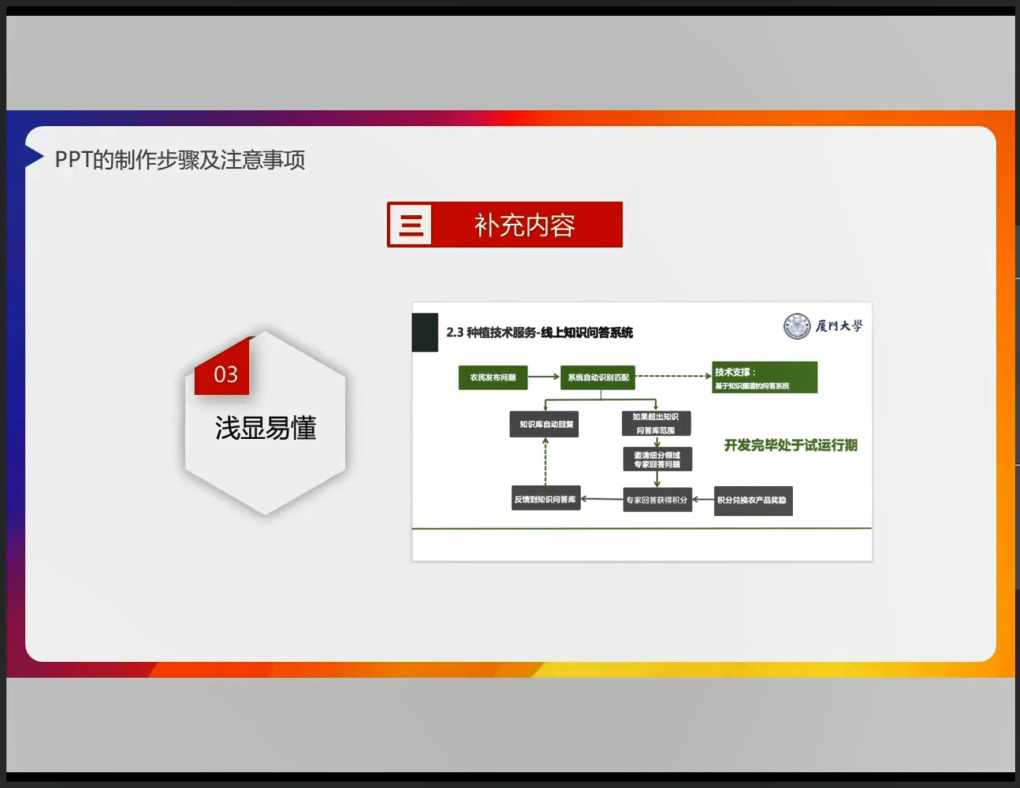 PPT的制作步骤及注意事项
三 补充内容
03
浅显易懂
2.3 种植技术服务-线上知识问答系统
厦门大学
农民发布问题
系统自动识别匹配
技术支撑：
基于知识图谱的问答系统
知识库自动回复
如果超出知识
问答库范围
开发完毕处于试运行期
邀请细分领域
专家回答问题
反馈到知识问答库
专家回答获得积分
积分兑换农产品奖励